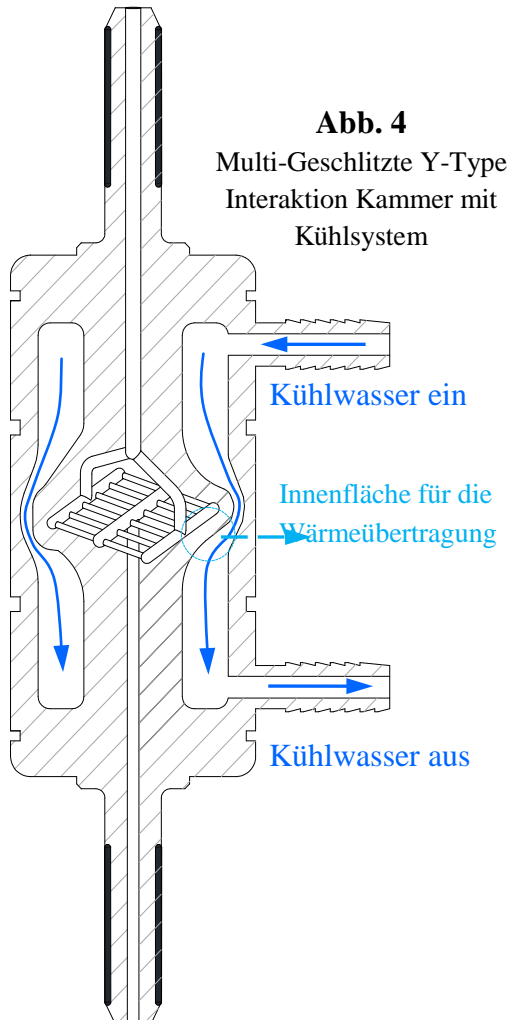 Abb. 4
Multi-Geschlitzte Y-Type
Interaktion Kammer mit
Kühlsystem
Kühlwasser ein
Innenfläche für die
Wärmeübertragung
Kühlwasser aus